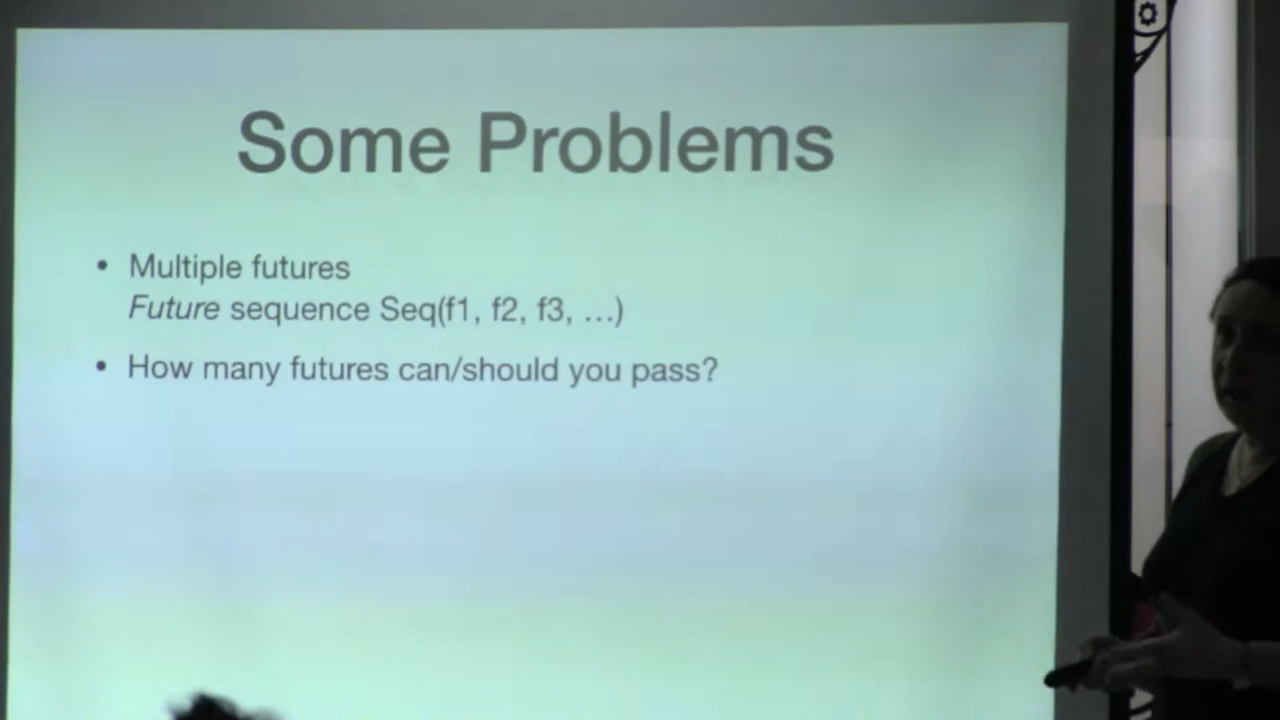 Some Problems
• Multiple futures
Future sequence Seq(f1, f2, f3, …)
• How many futures can/should you pass?